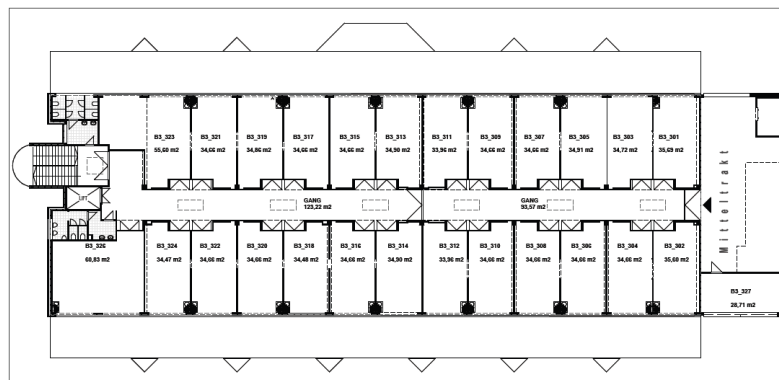 B3_323
55,60 m2
B3_321
34,66 m2
B3_319
34,86 m2
B3_317
34,66 m2
B3_315
34,66 m2
B3_313
34,90 m2
B3_311
33,96 m2
B3_309
34,66 m2
B3_307
34,66 m2
B3_305
34,91 m2
B3_303
34,72 m2
B3_301
35,69 m2
LIFT
GANG
123,22 m2
GANG
93,57 m2
Mitteltrakt
B3_326
60,83 m2
B3_324
34,47 m2
B3_322
34,66 m2
B3_320
34,66 m2
B3_318
34,48 m2
B3_316
34,66 m2
B3_314
34,90 m2
B3_312
33,96 m2
B3_310
34,66 m2
B3_308
34,66 m2
B3_306
34,66 m2
B3_304
34,66 m2
B3_302
35,60 m2
B3_327
28,71 m2